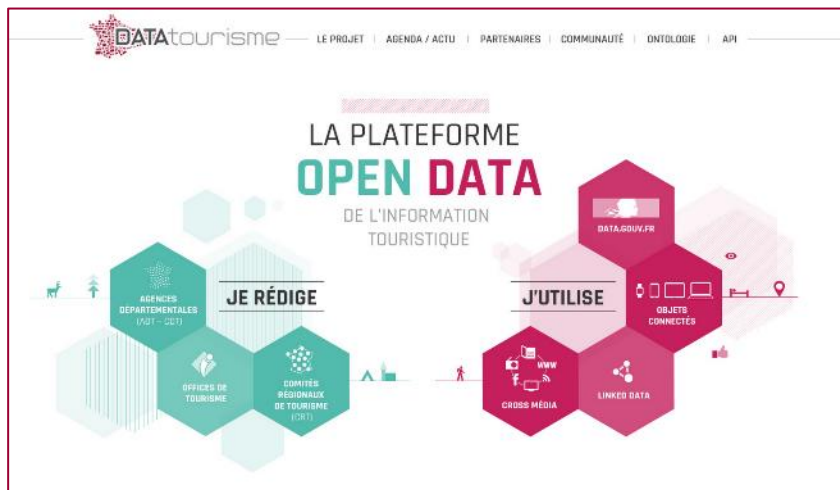 DATAtourisme
LE PROJET | AGENDA / ACTU | PARTENAIRES | COMMUNAUTÉ | ONTOLOGIE | API
LA PLATEFORME
OPEN DATA
DE L'INFORMATION
TOURISTIQUE
JE RÉDIGE
AGENCES
DÉPARTEMENTALES
(ADT – CDT)
OFFICES DE
TOURISME
COMITÉS
RÉGIONAUX
DE TOURISME
(CRT)
J'UTILISE
DATA.GOUV.FR
OBJETS
CONNECTÉS
WWW
CROSS MÉDIA
LINKED DATA